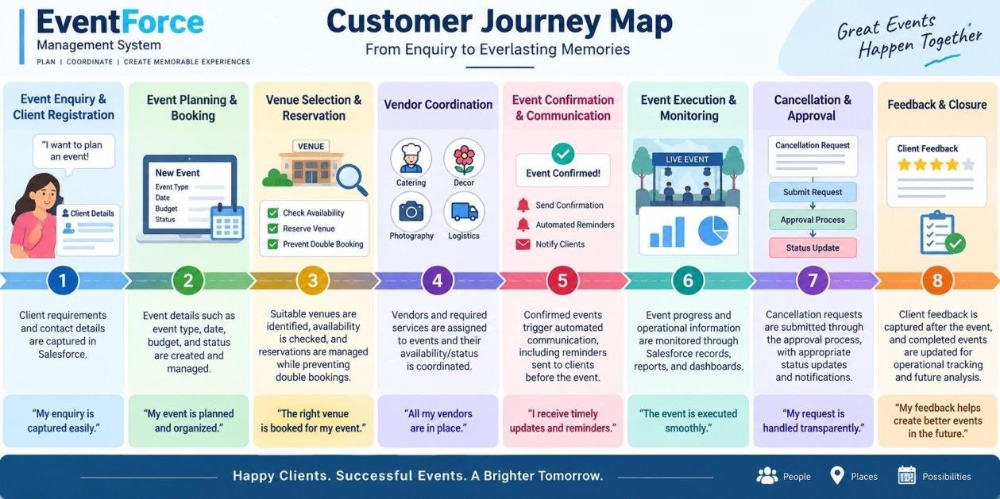 EventForce
Management System
PLAN | COORDINATE | CREATE MEMORABLE EXPERIENCES
Customer Journey Map
From Enquiry to Everlasting Memories
Great Events
Happen Together
Event Enquiry &
Client Registration
"I want to plan
an event!"
Client Details
1
Client requirements
and contact details
are captured in
Salesforce.
"My enquiry is
captured easily."
Event Planning &
Booking
New Event
Event Type
Date
Budget
Status
2
Event details such as
event type, date,
budget, and status
are created and
managed.
"My event is planned
and organized."
Venue Selection &
Reservation
VENUE
Check Availability
Reserve Venue
Prevent Double Booking
3
Suitable venues are
identified, availability
is checked, and
reservations are managed
while preventing
double bookings.
"The right venue
is booked for my event."
Vendor Coordination
Catering
Decor
Photography
Logistics
4
Vendors and required
services are assigned
to events and their
availability/status
is coordinated.
"All my vendors
are in place."
Event Confirmation
& Communication
Event Confirmed!
Send Confirmation
Automated Reminders
Notify Clients
5
Confirmed events
trigger automated
communication,
including reminders
sent to clients
before the event.
"I receive timely
updates and reminders."
Event Execution &
Monitoring
LIVE EVENT
6
Event progress and
operational information
are monitored through
Salesforce records,
reports, and dashboards.
"The event is executed
smoothly."
Cancellation &
Approval
Cancellation Request
Submit Request
Approval Process
Status Update
7
Cancellation requests
are submitted through
the approval process,
with appropriate
status updates
and notifications.
"My request is
handled transparently."
Feedback & Closure
Client Feedback
8
Client feedback is
captured after the event,
and completed events
are updated for
operational tracking
and future analysis.
"My feedback helps
create better events
in the future."
Happy Clients. Successful Events. A Brighter Tomorrow.
People
Places
Possibilities